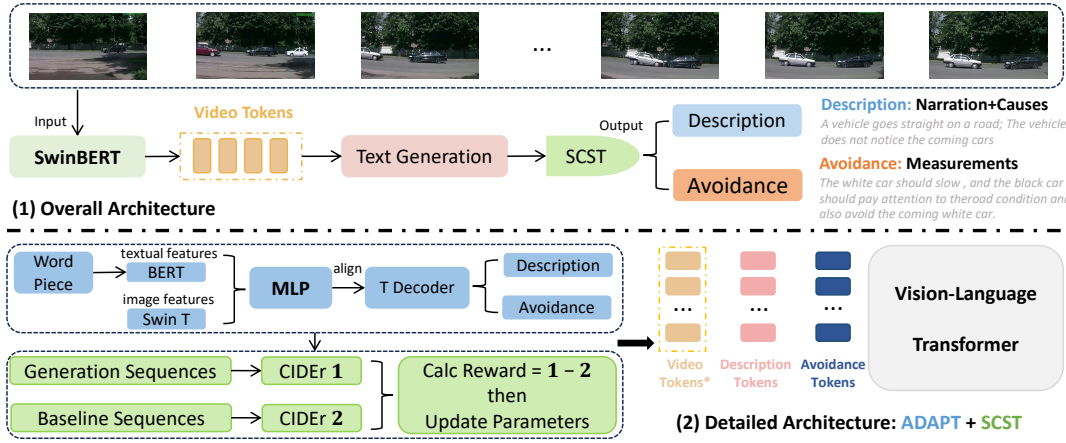 ...
Input
Video Tokens
SwinBERT
Text Generation
SCST
Output
Description
Avoidance
Description: Narration+Causes
A vehicle goes straight on a road; The vehicle
does not notice the coming cars
Avoidance: Measurements
The white car should slow , and the black car
should pay attention to theroad condition and
also avoid the coming white car.
(1) Overall Architecture
Word
Piece
textual features
BERT
image features
Swin T
MLP
align
T Decoder
Description
Avoidance
Generation Sequences
CIDEr 1
Baseline Sequences
CIDEr 2
Calc Reward = 1 − 2
then
Update Parameters
... ... ...
Video
Tokens*
Description
Tokens
Avoidance
Tokens
Vision-Language
Transformer
(2) Detailed Architecture: ADAPT + SCST